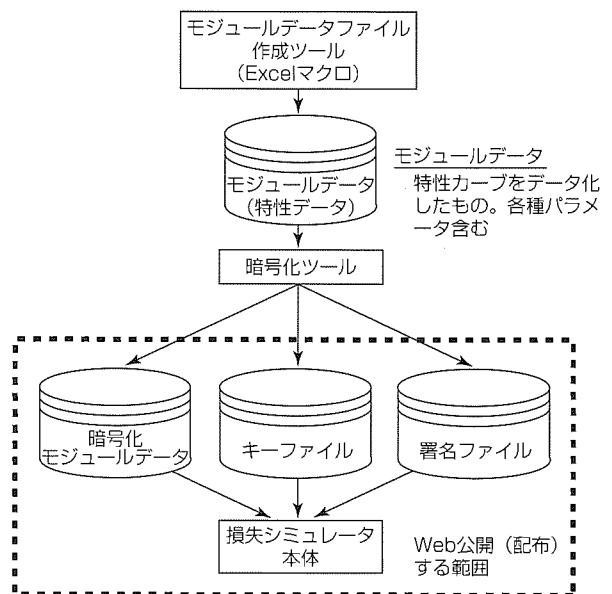 モジュールデータファイル
作成ツール
(Excelマクロ)
モジュールデータ
(特性データ)
モジュールデータ
特性カーブをデータ化
したもの。各種パラメ
ータ含む
暗号化ツール
暗号化
モジュールデータ
キーファイル
署名ファイル
損失シミュレータ
本体
Web公開（配布）
する範囲